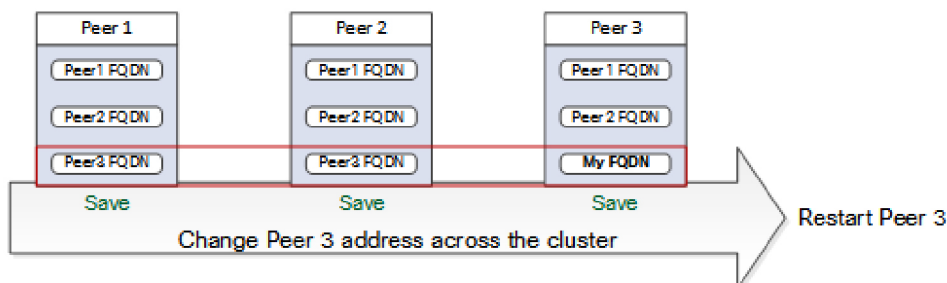 Peer 1
Peer 2
Peer 3
Peer1 FQDN
Peer1 FQDN
Peer 1 FQDN
Peer2 FQDN
Peer2 FQDN
Peer 2 FQDN
Peer3 FQDN
Peer3 FQDN
My FQDN
Save
Save
Save
Change Peer 3 address across the cluster
Restart Peer 3